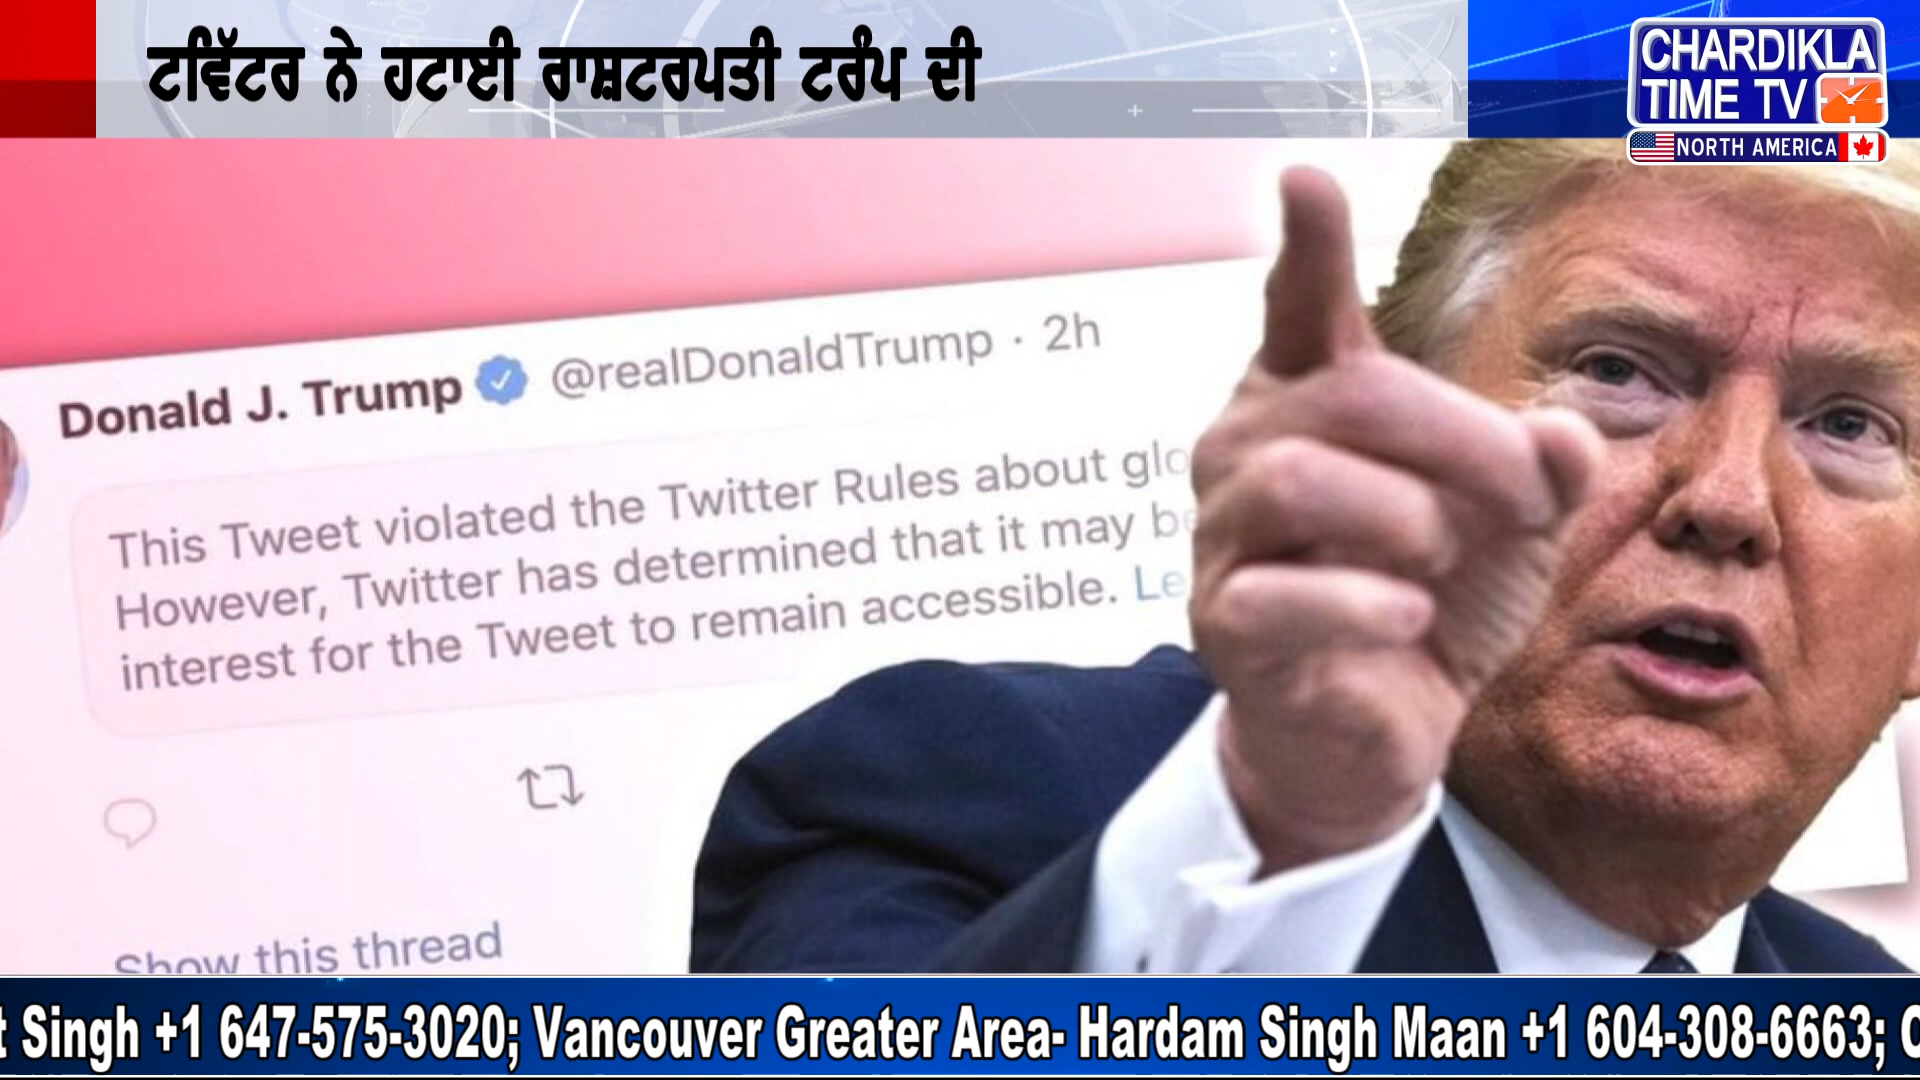 ਟਵਿੱਟਰ ਨੇ ਹਟਾਈ ਰਾਸ਼ਟਰਪਤੀ ਟਰੰਪ ਦੀ
CHARDIKLA
TIME TV
NORTH AMERICA
Donald J. Trump @realDonaldTrump · 2h
This Tweet violated the Twitter Rules about
However, Twitter has determined that it may
interest for the Tweet to remain accessible.
Show this thread
Singh +1 647-575-3020; Vancouver Greater Area- Hardam Singh Maan +1 604-308-6663;